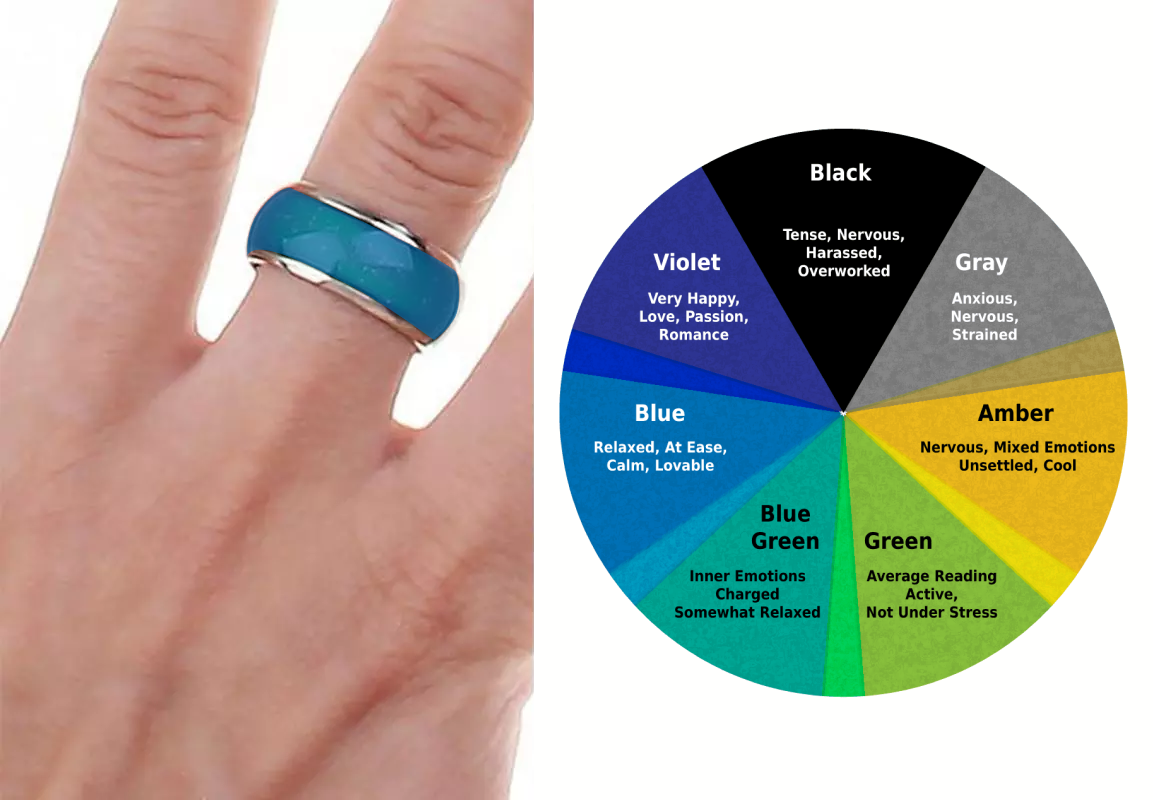 Black
Tense, Nervous,
Harassed,
Overworked
Gray
Anxious,
Nervous,
Strained
Amber
Nervous, Mixed Emotions
Unsettled, Cool
Green
Average Reading
Active,
Not Under Stress
Blue
Green
Inner Emotions
Charged
Somewhat Relaxed
Blue
Relaxed, At Ease,
Calm, Lovable
Violet
Very Happy,
Love, Passion,
Romance